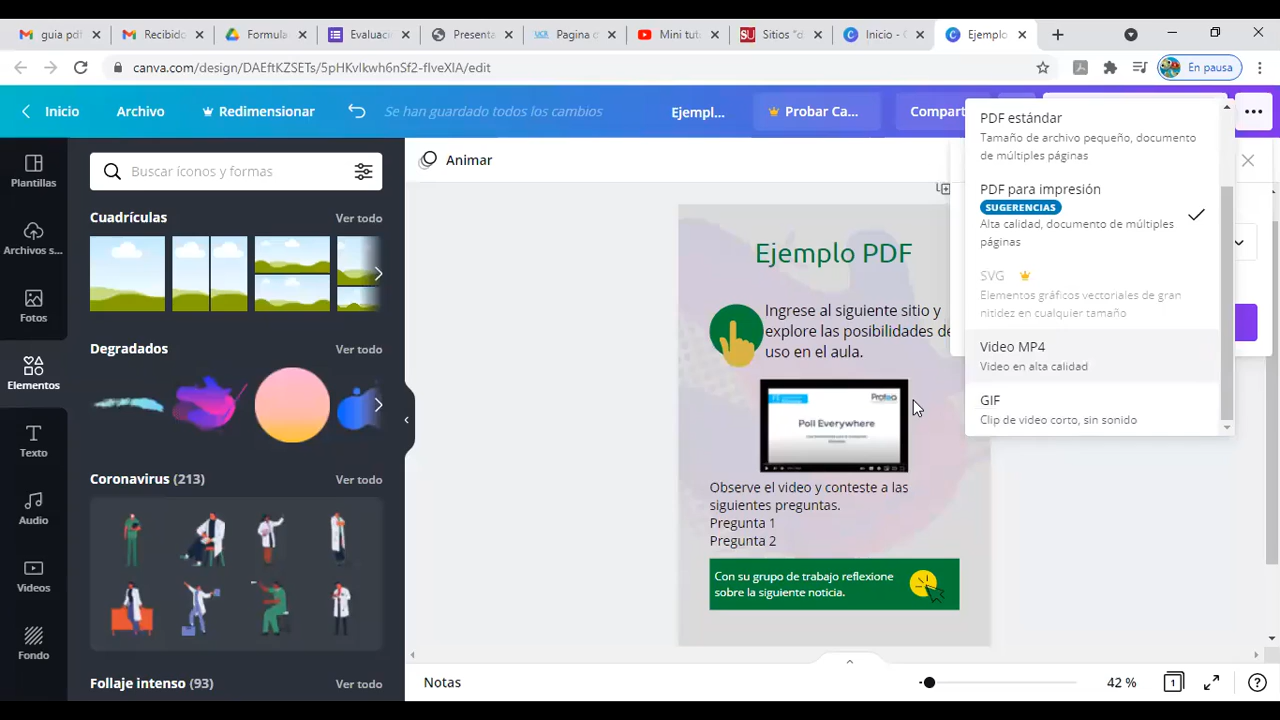 guia pdf
Recibido
Formula
Evaluac
Presenta
Pagina d
Mini tut
SU
Sitios "d
Inicio - C
Ejemplo
canva.com/design/DAEftKZSETs/5pHKvlkwh6nSf2-fIveXIA/edit
En pausa
Inicio
Archivo
Redimensionar
Se han guardado todos los cambios
Ejempl...
Probar Ca...
Compart
Plantillas
Archivos s...
Fotos
Elementos
Texto
Audio
Videos
Fondo
Buscar íconos y formas
Cuadrículas
Ver todo
Degradados
Ver todo
Coronavirus (213)
Ver todo
Follaje intenso (93)
Ver todo
Animar
Ejemplo PDF
Ingrese al siguiente sitio y
explore las posibilidades de
uso en el aula.
Poll Everywhere
Observe el video y conteste a las
siguientes preguntas.
Pregunta 1
Pregunta 2
Con su grupo de trabajo reflexione
sobre la siguiente noticia.
PDF estándar
Tamaño de archivo pequeño, documento
de múltiples páginas
PDF para impresión
SUGERENCIAS
Alta calidad, documento de múltiples
páginas
SVG
Elementos gráficos vectoriales de gran
nitidez en cualquier tamaño
Video MP4
Video en alta calidad
GIF
Clip de video corto, sin sonido
Notas
42 %
1